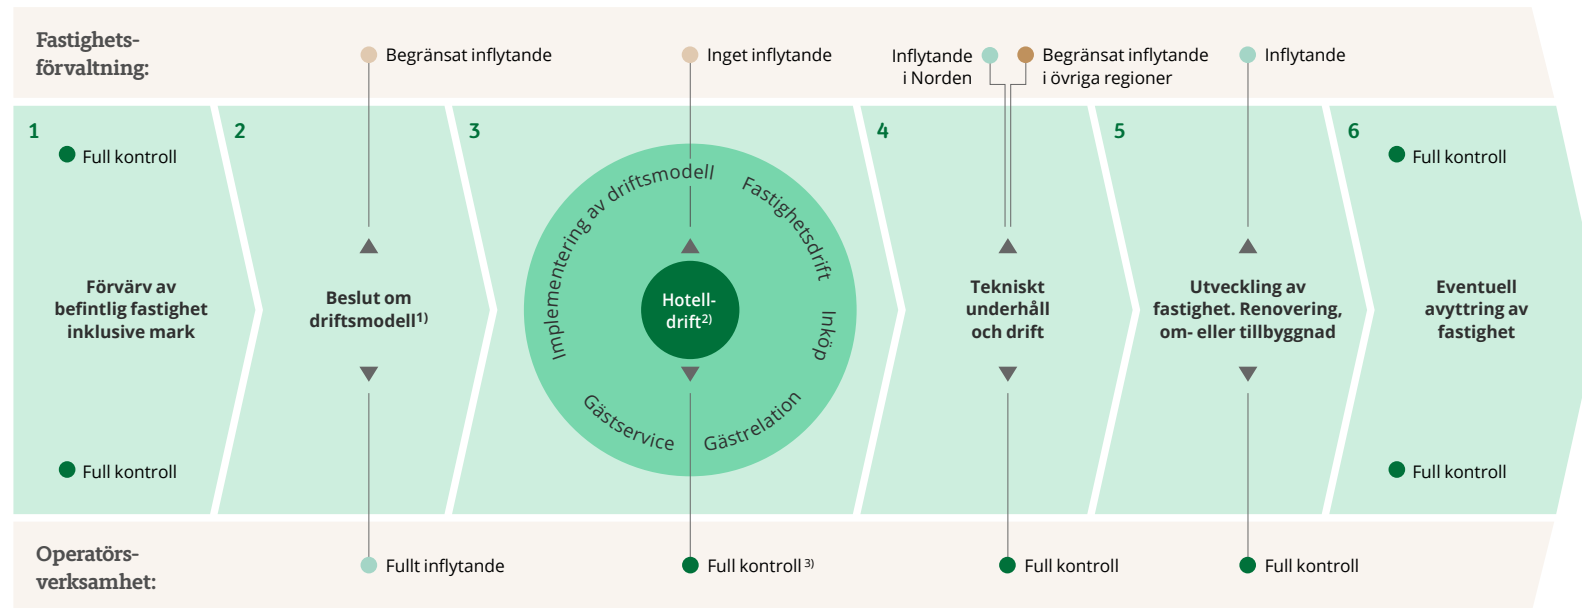 Fastighets-
förvaltning:
Begränsat inflytande
Inget inflytande
Inflytande
i Norden
Begränsat inflytande
i övriga regioner
Inflytande
1
Full kontroll
Förvärv av
befintlig fastighet
inklusive mark
Full kontroll
2
Beslut om
driftsmodell1)
3
Implementering av driftsmodell
Fastighetsdrift
Inköp
Gästrelation
Gästservice
Hotell-
drift2)
4
Tekniskt
underhåll
och drift
5
Utveckling av
fastighet. Renovering,
om- eller tillbyggnad
6
Full kontroll
Eventuell
avyttring av
fastighet
Full kontroll
Operatörs-
verksamhet:
Fullt inflytande
Full kontroll 3)
Full kontroll
Full kontroll